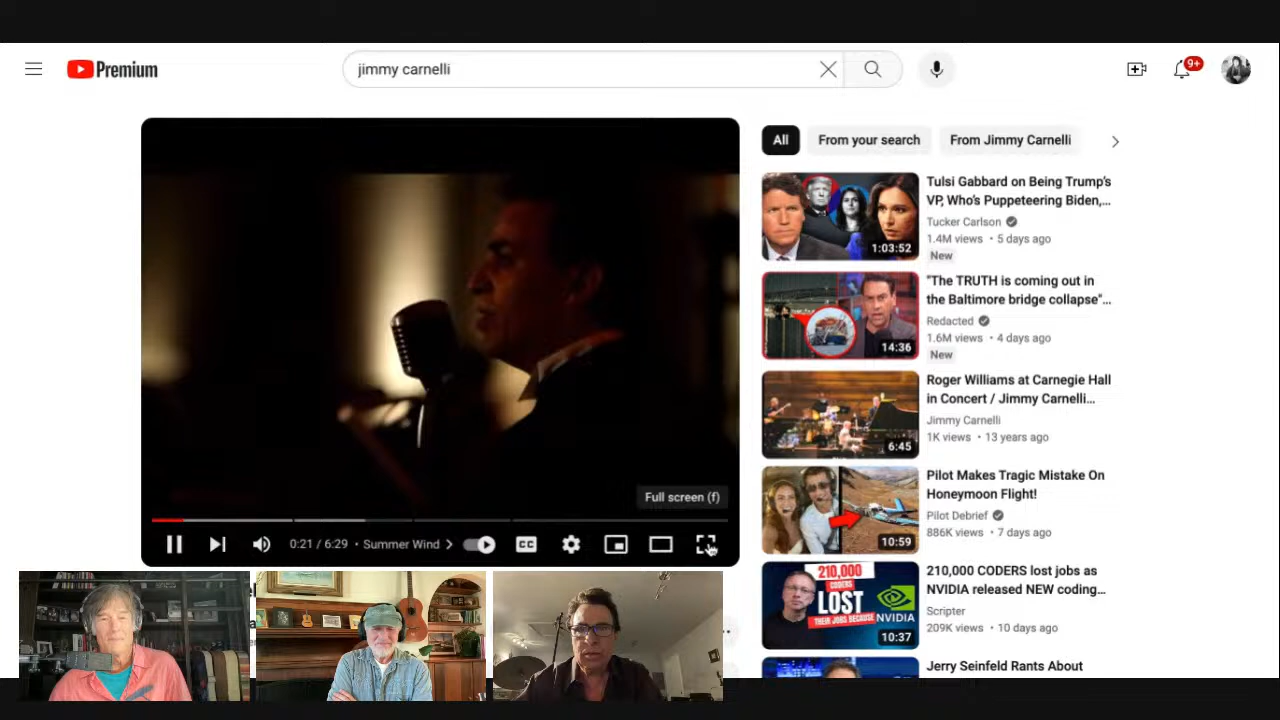 Premium
jimmy carnelli
9+
Full screen (f)
0:21 / 6:29 • Summer Wind
CC
All
From your search
From Jimmy Carnelli
1:03:52
Tulsi Gabbard on Being Trump's
VP, Who's Puppeteering Biden,...
Tucker Carlson
1.4M views • 5 days ago
New
14:36
"The TRUTH is coming out in
the Baltimore bridge collapse"...
Redacted
1.6M views • 4 days ago
New
6:45
Roger Williams at Carnegie Hall
in Concert / Jimmy Carnelli...
Jimmy Carnelli
1K views • 13 years ago
10:59
Pilot Makes Tragic Mistake On
Honeymoon Flight!
Pilot Debrief
886K views • 7 days ago
210,000
CODERS
LOST
THEIR JOBS BECAUSE
NVIDIA
10:37
210,000 CODERS lost jobs as
NVIDIA released NEW coding...
Scripter
209K views • 10 days ago
Jerry Seinfeld Rants About